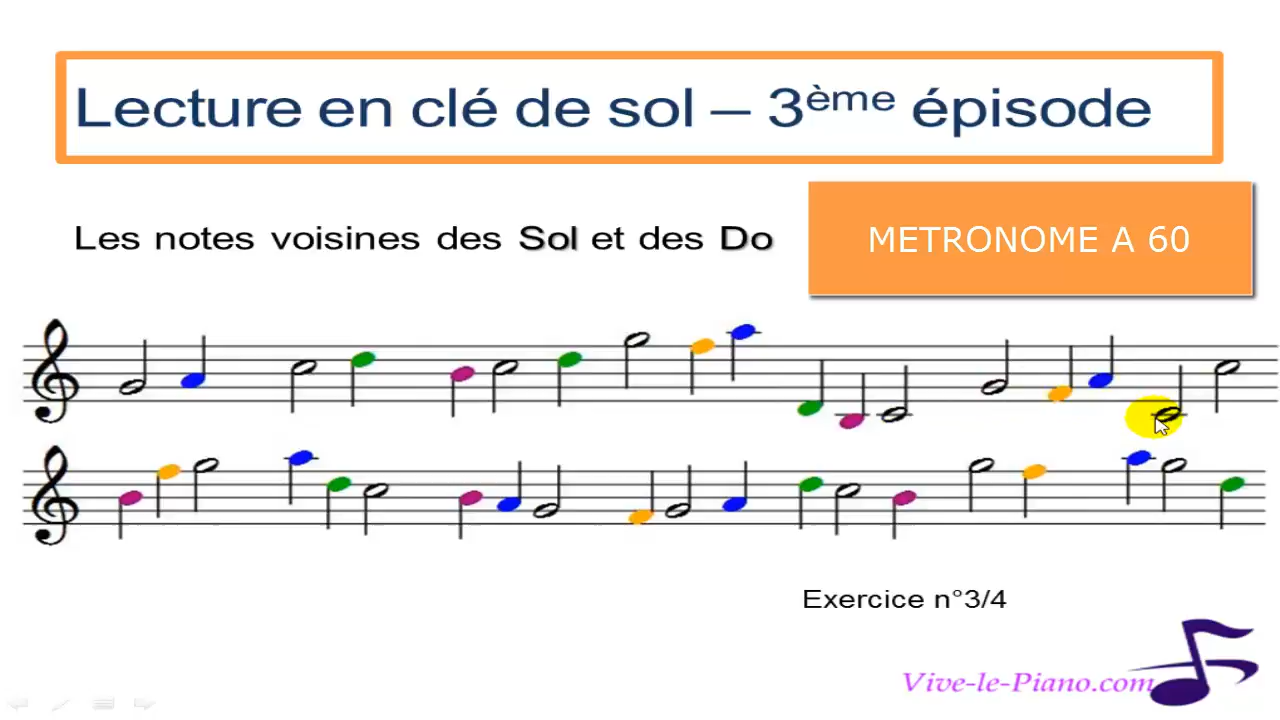 Lecture en clé de sol – 3ème épisode
Les notes voisines des Sol et des Do
METRONOME A 60
Exercice n°3/4
Vive-le-Piano.com